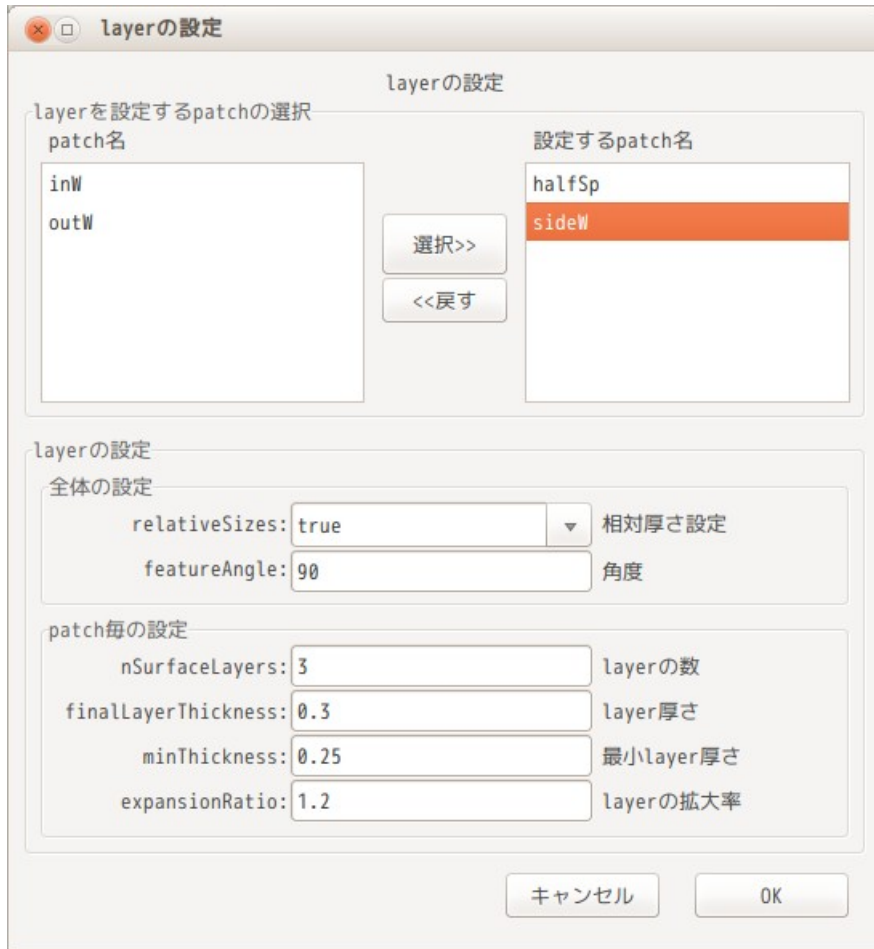 layerの設定
layerの設定
layerを設定するpatchの選択
patch名
設定するpatch名
inW
outW
halfSp
sideW
選択>>
<<戻す
layerの設定
全体の設定
relativeSizes: true 相対厚さ設定
featureAngle: 90 角度
patch毎の設定
nSurfaceLayers: 3 layerの数
finalLayerThickness: 0.3 layer厚さ
minThickness: 0.25 最小layer厚さ
expansionRatio: 1.2 layerの拡大率
キャンセル
OK